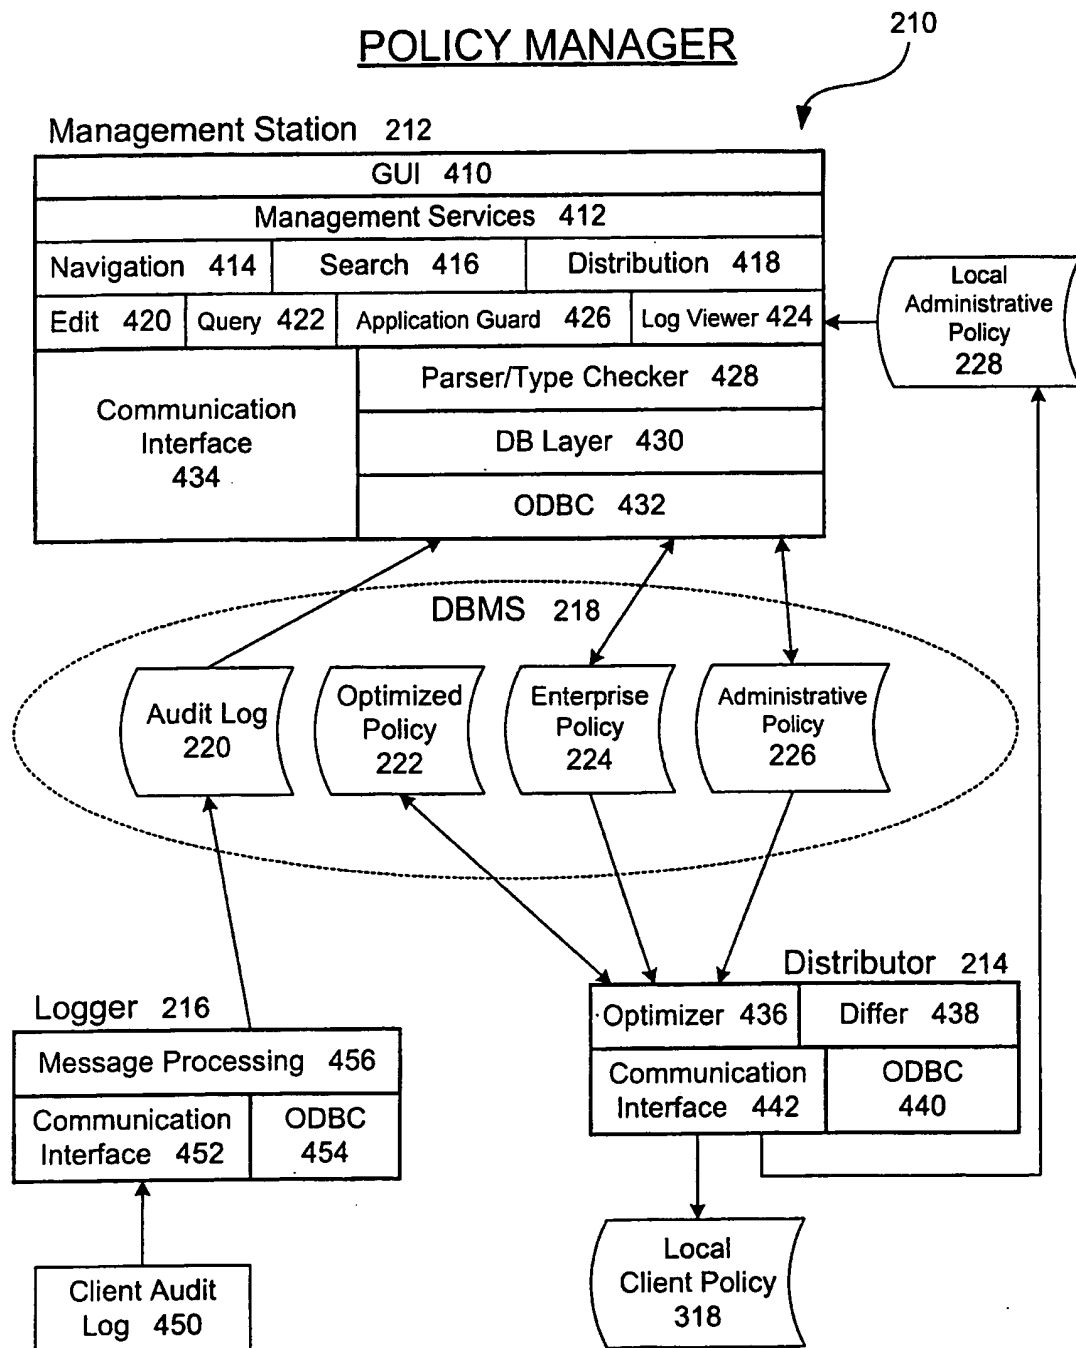 POLICY MANAGER
210
Management Station 212
GUI 410
Management Services 412
Navigation 414
Search 416
Distribution 418
Edit 420
Query 422
Application Guard 426
Log Viewer 424
Local
Administrative
Policy
228
Communication
Interface
434
Parser/Type Checker 428
DB Layer 430
ODBC 432
DBMS 218
Audit Log
220
Optimized
Policy
222
Enterprise
Policy
224
Administrative
Policy
226
Logger 216
Message Processing 456
Communication
Interface 452
ODBC
454
Client Audit
Log 450
Distributor 214
Optimizer 436
Differ 438
Communication
Interface 442
ODBC
440
Local
Client Policy
318